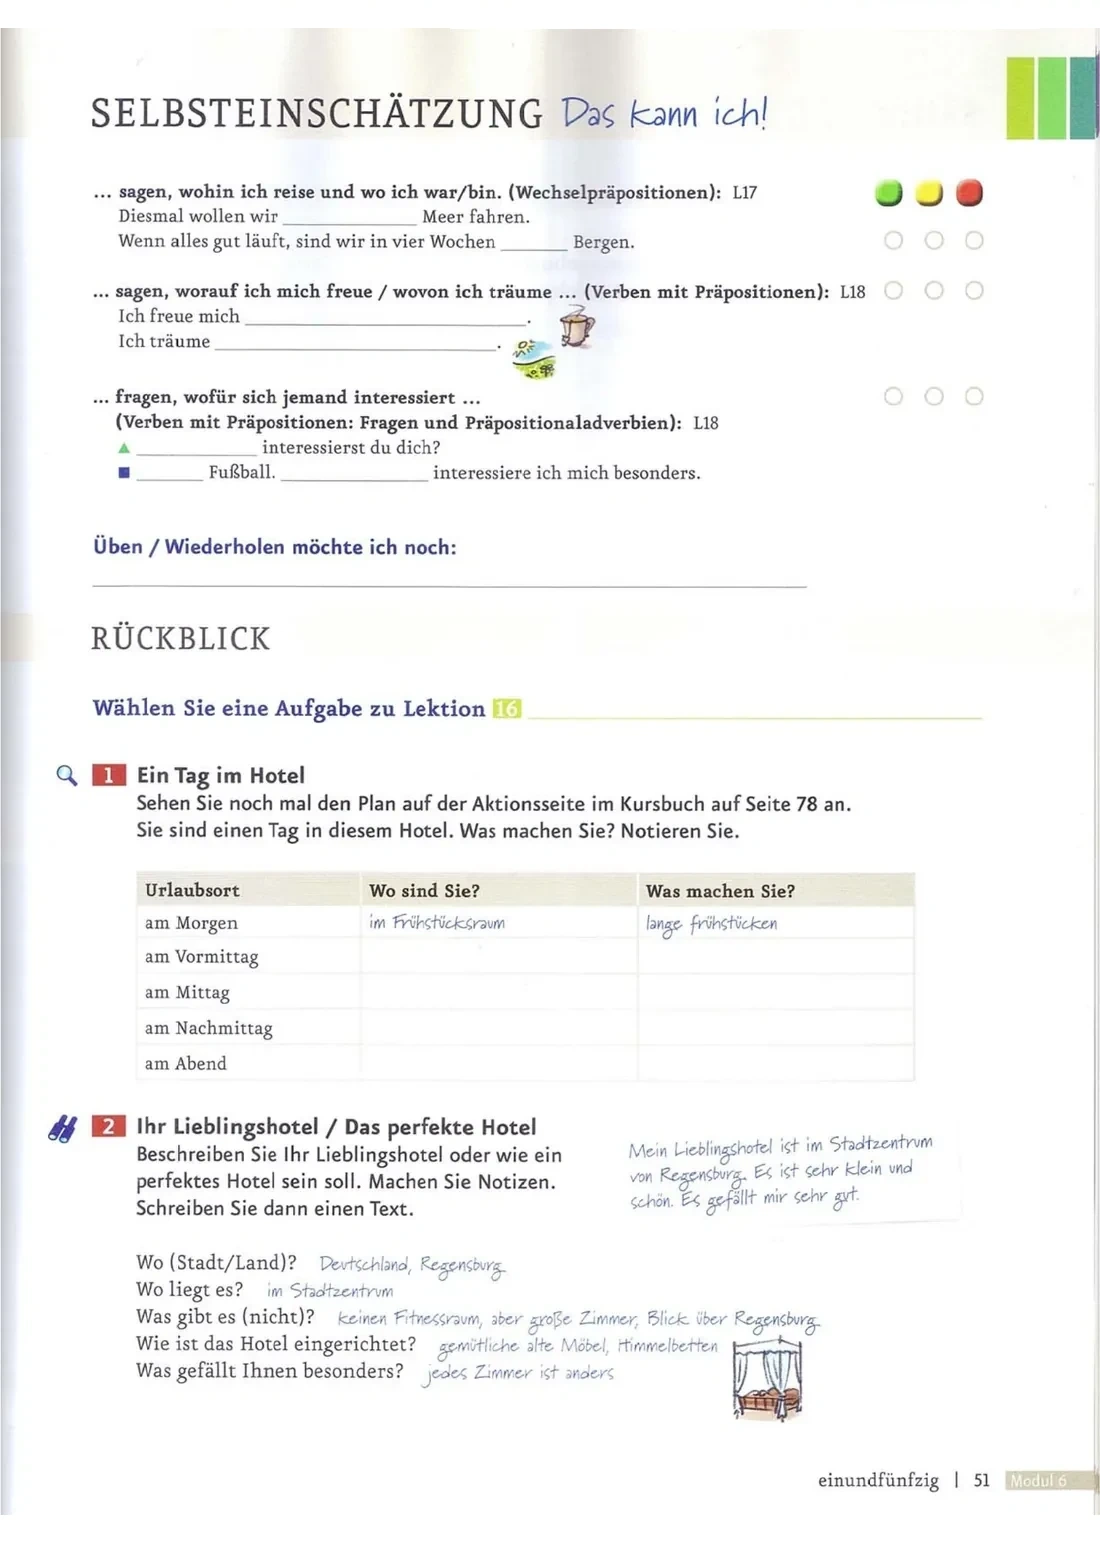 SELBSTEINSCHÄTZUNG Das kann ich!
... sagen, wohin ich reise und wo ich war/bin. (Wechselpräpositionen): L17
Diesmal wollen wir ____________ Meer fahren.
Wenn alles gut läuft, sind wir in vier Wochen ______ Bergen.
... sagen, worauf ich mich freue / wovon ich träume ... (Verben mit Präpositionen): L18
Ich freue mich __________________________.
Ich träume __________________________.
... fragen, wofür sich jemand interessiert ...
(Verben mit Präpositionen: Fragen und Präpositionaladverbien): L18
▲ ___________ interessierst du dich?
■ ______ Fußball. _____________ interessiere ich mich besonders.
Üben / Wiederholen möchte ich noch:
RÜCKBLICK
Wählen Sie eine Aufgabe zu Lektion 16
1 Ein Tag im Hotel
Sehen Sie noch mal den Plan auf der Aktionsseite im Kursbuch auf Seite 78 an.
Sie sind einen Tag in diesem Hotel. Was machen Sie? Notieren Sie.
Urlaubsort Wo sind Sie? Was machen Sie?
am Morgen im Frühstücksraum lange frühstücken
am Vormittag
am Mittag
am Nachmittag
am Abend
2 Ihr Lieblingshotel / Das perfekte Hotel
Beschreiben Sie Ihr Lieblingshotel oder wie ein
perfektes Hotel sein soll. Machen Sie Notizen.
Schreiben Sie dann einen Text.
Mein Lieblingshotel ist im Stadtzentrum
von Regensburg. Es ist sehr klein und
schön. Es gefällt mir sehr gut.
Wo (Stadt/Land)? Deutschland, Regensburg
Wo liegt es? im Stadtzentrum
Was gibt es (nicht)? keinen Fitnessraum, aber große Zimmer, Blick über Regensburg
Wie ist das Hotel eingerichtet? gemütliche alte Möbel, Himmelbetten
Was gefällt Ihnen besonders? jedes Zimmer ist anders
einundfünfzig | 51 Modul 6